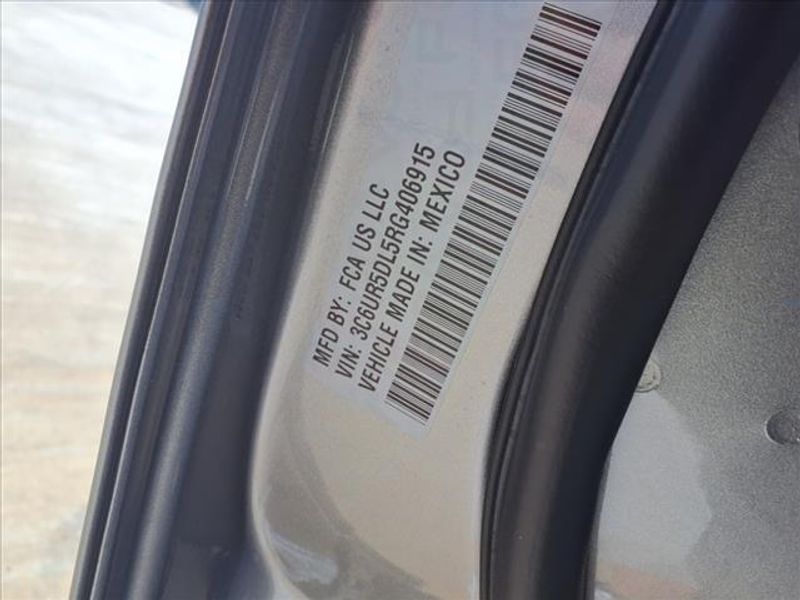 MFD BY: FCA US LLC
VIN: 3C6UR5DL5RG406915
VEHICLE MADE IN: MEXICO